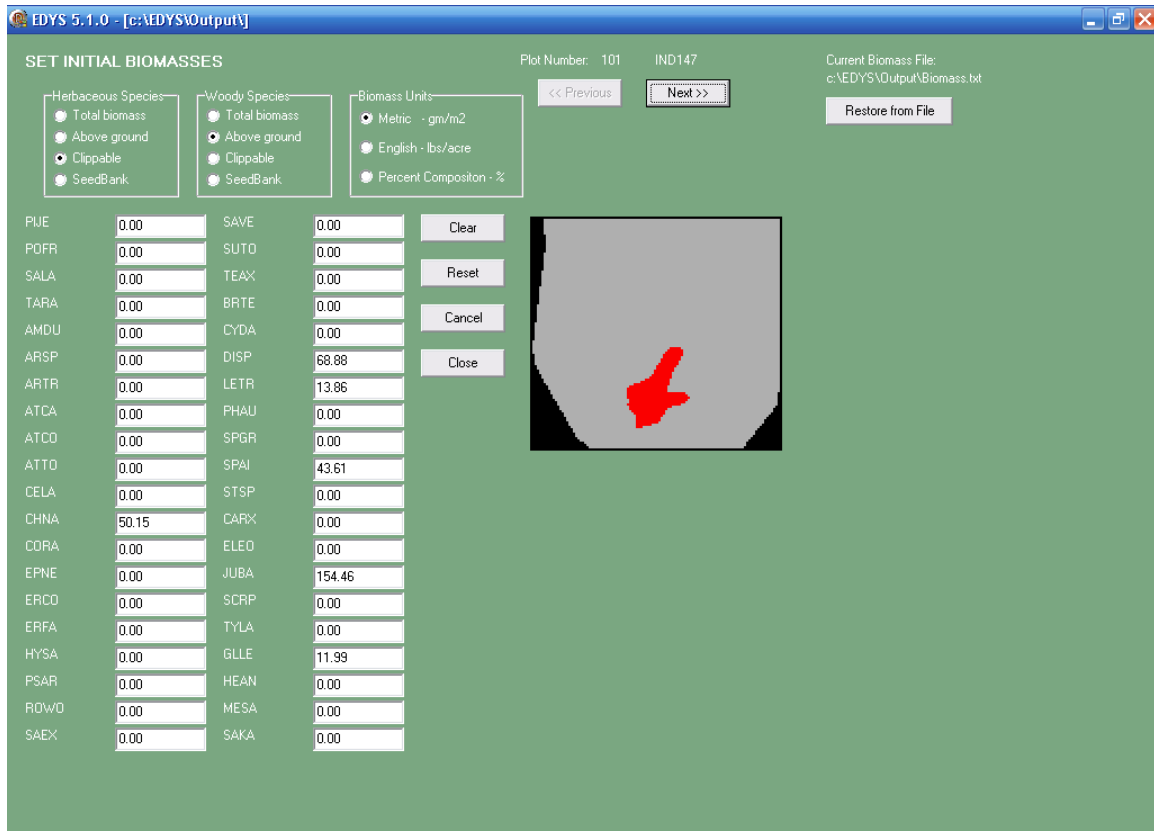 EDYS 5.1.0 - [c:\EDYS\Output\]
SET INITIAL BIOMASSES
Plot Number: 101 IND147
Current Biomass File:
c:\EDYS\Output\Biomass.txt
<< Previous Next >>
Restore from File
Herbaceous Species
Total biomass
Above ground
Clippable
SeedBank
Woody Species
Total biomass
Above ground
Clippable
SeedBank
Biomass Units
Metric - gm/m2
English - lbs/acre
Percent Compositon - %
PIJE 0.00 SAVE 0.00
POFR 0.00 SUTO 0.00
SALA 0.00 TEAX 0.00
TARA 0.00 BRTE 0.00
AMDU 0.00 CYDA 0.00
ARSP 0.00 DISP 68.88
ARTR 0.00 LETR 13.86
ATCA 0.00 PHAU 0.00
ATCO 0.00 SPGR 0.00
ATTO 0.00 SPAI 43.61
CELA 0.00 STSP 0.00
CHNA 50.15 CARX 0.00
CORA 0.00 ELEO 0.00
EPNE 0.00 JUBA 154.46
ERCO 0.00 SCRP 0.00
ERFA 0.00 TYLA 0.00
HYSA 0.00 GLLE 11.99
PSAR 0.00 HEAN 0.00
ROWO 0.00 MESA 0.00
SAEX 0.00 SAKA 0.00
Clear
Reset
Cancel
Close